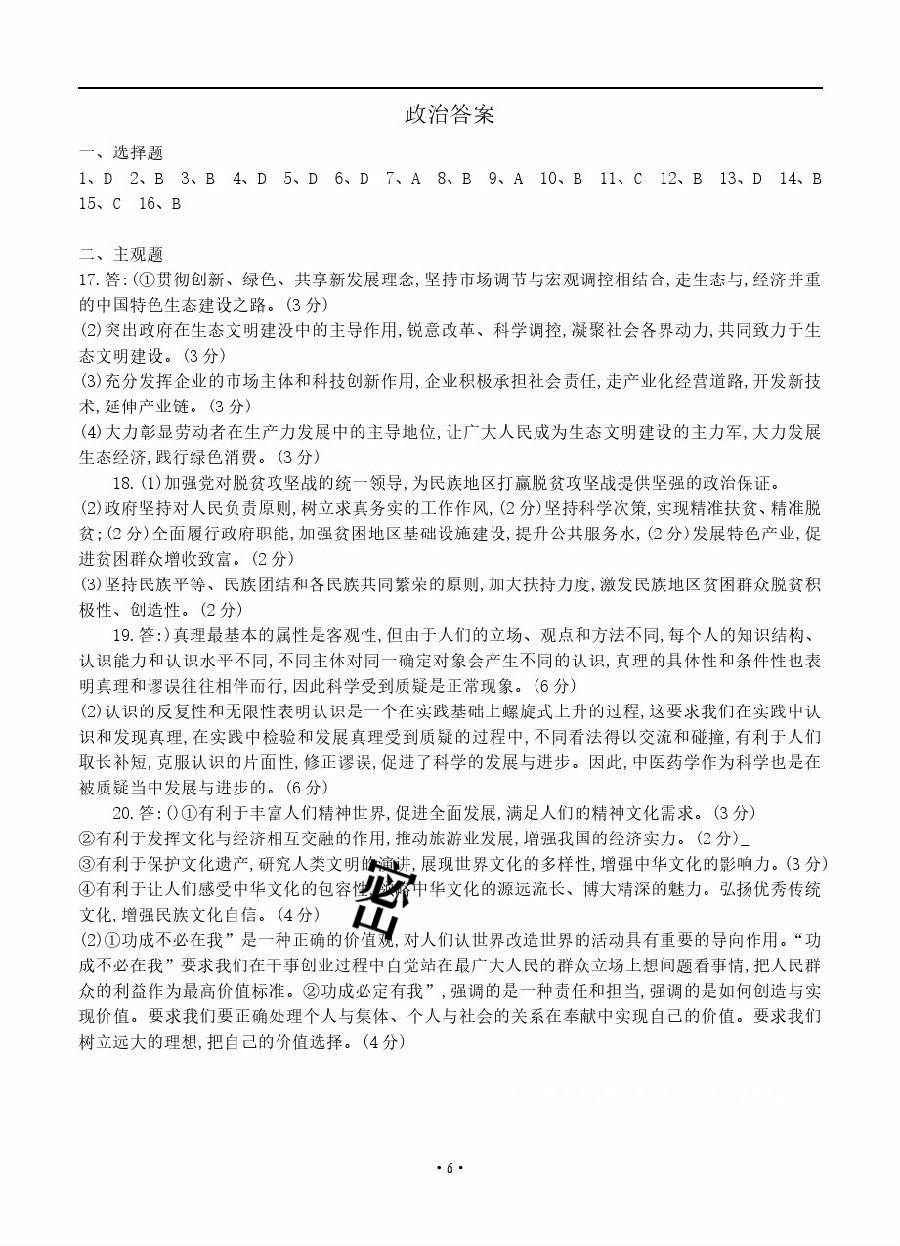 政治答案
一、选择题
1、D 2、B 3、B 4、D 5、D 6、D 7、A 8、B 9、A 10、B 11、C 12、B 13、D 14、B
15、C 16、B
二、主观题
17.答:(①贯彻创新、绿色、共享新发展理念,坚持市场调节与宏观调控相结合,走生态与,经济并重
的中国特色生态建设之路。(3分)
(2)突出政府在生态文明建没中的主导作用,锐意改革、科学调控,凝聚社会各界动力,共同致力于生
态文明建设。(3分)
(3)充分发挥企业的市场主体和科技创新作用,企业积极承担社会责任,走产业化经营道路,开发新技
术,延伸产业链。(3分)
(4)大力彰显劳动者在生产力发展中的主导地位,让广大人民成为生态文明建设的主力军,大力发展
生态经济,践行绿色消费。(3分)
18.(1)加强党对脱贫攻坚战的统一领导,为民族地区打赢脱贫攻坚战提供坚强的政治保证。
(2)政府坚持对人民负责原则,树立求真务实的工作作风,(2分)坚持科学次策,实现精准扶贫、精准脱
贫;(2分)全面履行政府职能,加强贫困地区基础设施建设,提升公共服务水,(2分)发展特色产业,促
进贫困群众增收致富。(2分)
(3)坚持民族平等、民族团结和各民族共同繁荣的原则,加大扶持力度,激发民族地区贫困群众脱贫积
极性、创造性。(2分)
19.答:)真理最基本的属性是客观性,但由于人们的立场、观点和方法不同,每个人的知识结构、
认识能力和认识水平不同,不同主休对同一确定对象会产生不同的认识,真理的具休性和条件性也表
明真理和谬误往往相伴而行,因此科学受到质疑是正常现象。(6分)
(2)认识的反复性和无限性表明认识是一个在实践基础上螺旋式上升的过程,这要求我们在实践中认
识和发现真理,在实践中检验和发展真理受到质疑的过程中,不同看法得以交流和碰撞,有利于人们
取长补短,克服认识的片面性,修正谬误,促进了科学的发展与进步。因此,中医药学作为科学也是在
被质疑当中发展与进步的。(6分)
20.答:()①有利于丰富人们精神世界,促进全面发展,满足人们的精神文化需求。(3分)
②有利于发挥文化与经济相互交融的作用,推动旅游业发展,增强我国的经济实力。(2分)_
③有利于保护文化遗产,研究人类文明的演进,展现世界文化的多样性,增强中华文化的影响力。(3分)
④有利于让人们感受中华文化的包容性,中华文化的源远流长、博大精深的魅力。弘扬优秀传统
文化,增强民族文化自信。(4分)
(2)①功成不必在我”是一种正确的价值观,对人们认世界改造世界的活动具有重要的导向作用。“功
成不必在我”要求我们在干事创业过程中自觉站在最广大人民的群众立场上想间题看事情,把人民群
众的利益作为最高价值标准。②功成必定有我”,强调的是一种责任和担当,强调的是如何创造与实
现价值。要求我们要正确处理个人与集体、个人与社会的关系在奉献中实现自己的价值。要求我们
树立远大的理想,把自己的价值选择。(4分)
密
·6·